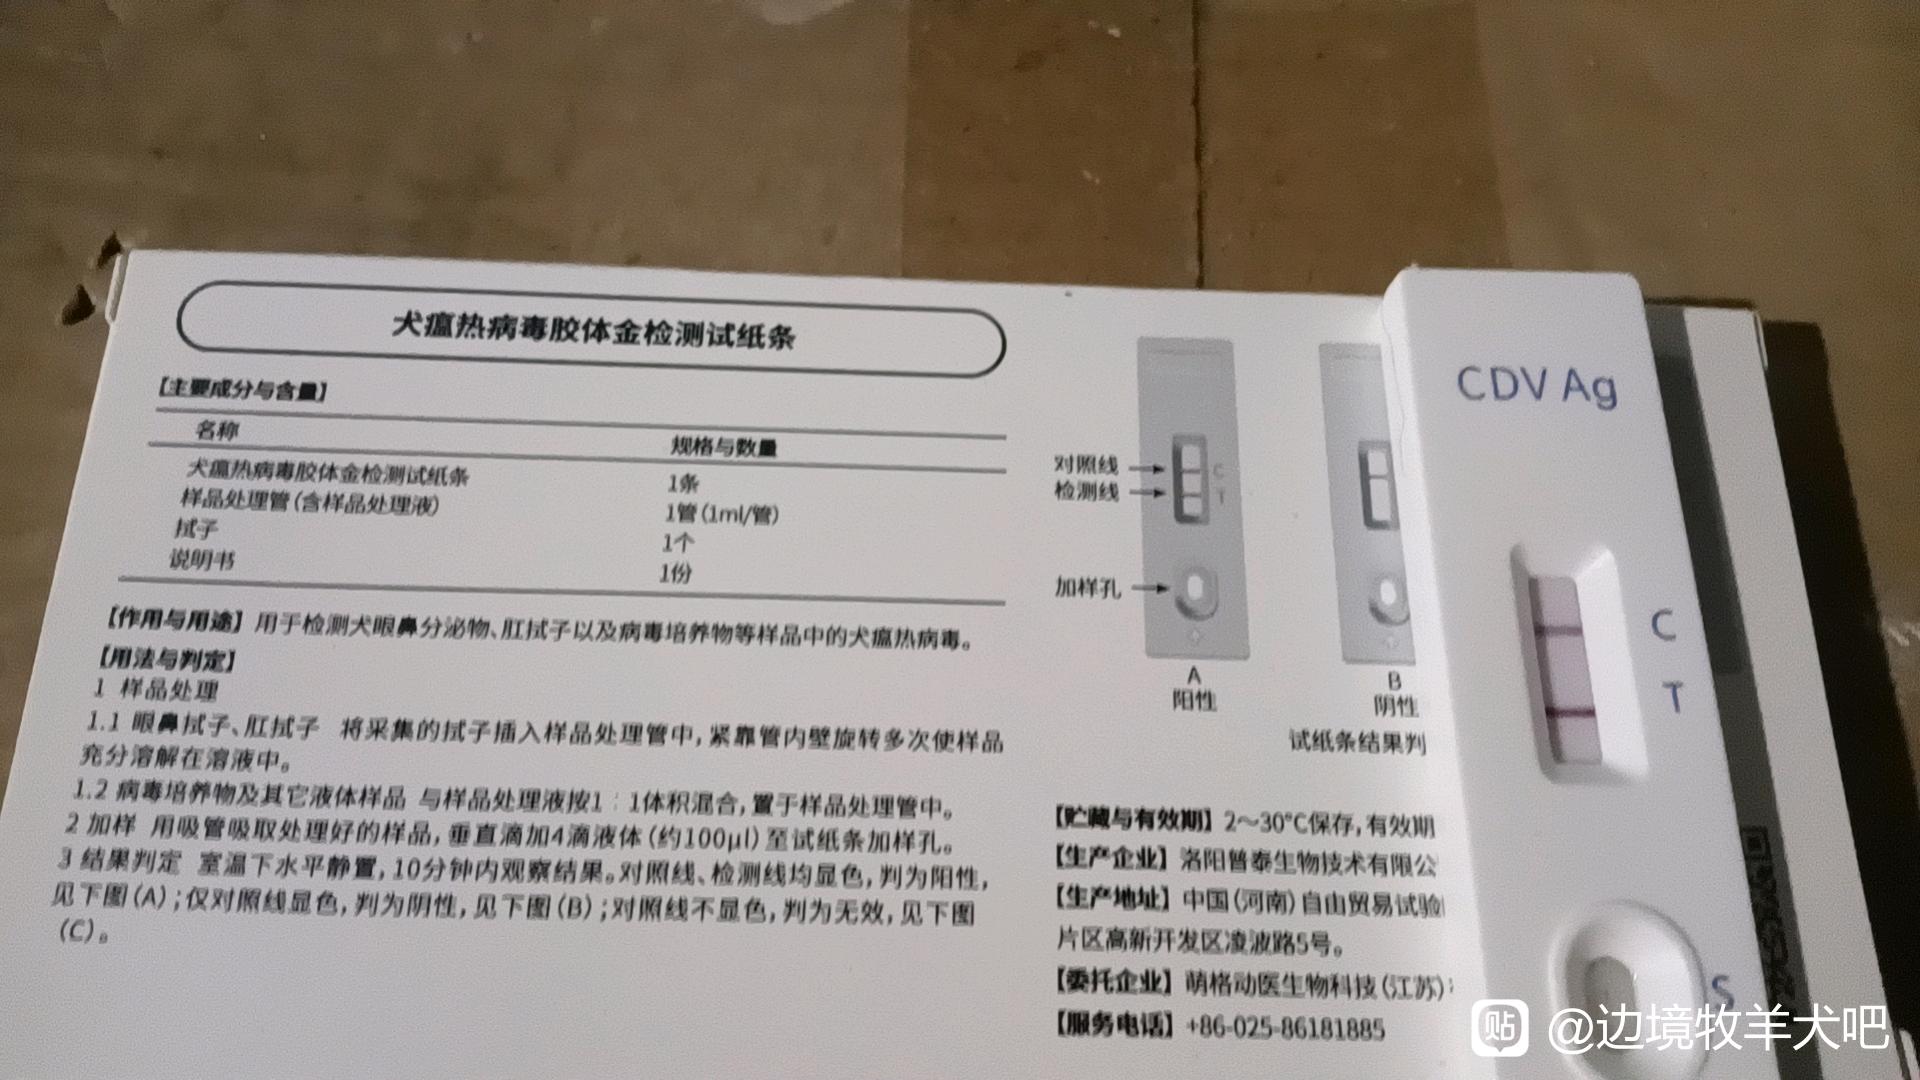 犬瘟热病毒胶体金检测试纸条
【主要成分与含量】
名称 规格与数量
犬瘟热病毒胶体金检测试纸条 1条
样品处理管(含样品处理液) 1管(1ml/管)
拭子 1个
说明书 1份
【作用与用途】用于检测犬眼鼻分泌物、肛拭子以及病毒培养物等样品中的犬瘟热病毒。
【用法与判定】
1 样品处理
1.1 眼鼻拭子、肛拭子 将采集的拭子插入样品处理管中,紧靠管内壁旋转多次使样品
充分溶解在溶液中。
1.2 病毒培养物及其它液体样品 与样品处理液按1:1体积混合,置于样品处理管中。
2 加样 用吸管吸取处理好的样品,垂直滴加4滴液体(约100μl)至试纸条加样孔。
3 结果判定 室温下水平静置,10分钟内观察结果。对照线、检测线均显色,判为阳性,
见下图(A);仅对照线显色,判为阴性,见下图(B);对照线不显色,判为无效,见下图
(C)。
对照线 C
检测线 T
加样孔
A
阳性
B
阴性
试纸条结果判
【贮藏与有效期】2~30°C保存,有效期
【生产企业】洛阳普泰生物技术有限公
【生产地址】中国(河南)自由贸易试验
片区高新开发区凌波路5号。
【委托企业】萌格动医生物科技(江苏)
【服务电话】+86-025-86181885
CDV Ag
C
T
S
贴 @边境牧羊犬吧